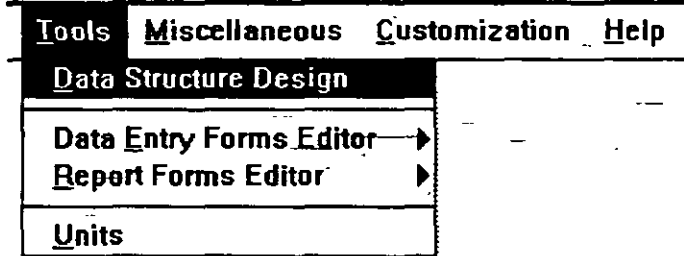 Tools Miscellaneous Customization Help
Data Structure Design
Data Entry Forms Editor
Report Forms Editor
Units